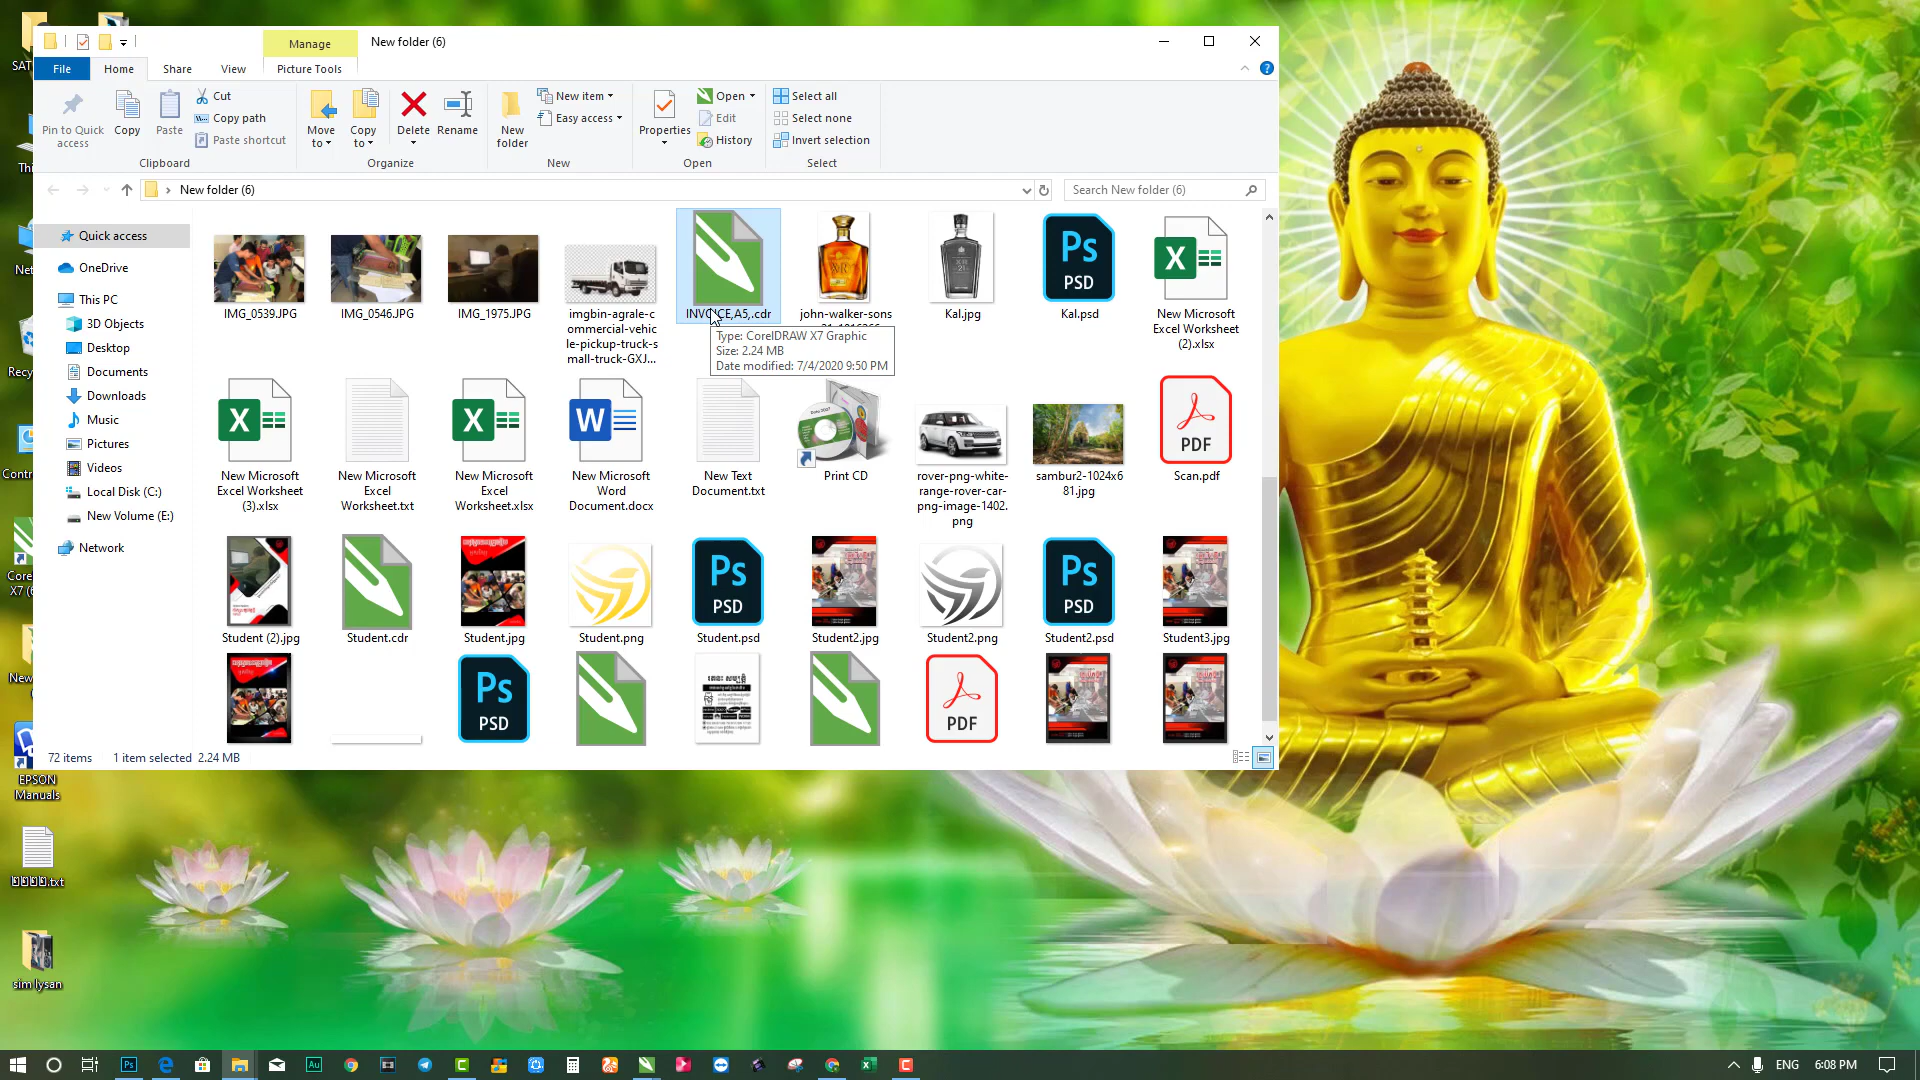 Manage
New folder (6)
File
Home
Share
View
Picture Tools
Pin to Quick
access
Copy
Paste
Cut
Copy path
Paste shortcut
Clipboard
Move
to
Copy
to
Delete
Rename
Organize
New
folder
New item
Easy access
New
Properties
Open
Edit
History
Open
Select all
Select none
Invert selection
Select
New folder (6)
Search New folder (6)
Quick access
OneDrive
This PC
3D Objects
Desktop
Documents
Downloads
Music
Pictures
Videos
Local Disk (C:)
New Volume (E:)
Network
IMG_0539.JPG
IMG_0546.JPG
IMG_1975.JPG
imgbin-agrale-c
ommercial-vehic
le-pickup-truck-s
mall-truck-GXJ...
INVOICE,A5,.cdr
john-walker-sons
Kal.jpg
Ps
PSD
Kal.psd
New Microsoft
Excel Worksheet
(2).xlsx
Type: CorelDRAW X7 Graphic
Size: 2.24 MB
Date modified: 7/4/2020 9:50 PM
New Microsoft
Excel Worksheet
(3).xlsx
New Microsoft
Excel
Worksheet.txt
New Microsoft
Excel
Worksheet.xlsx
New Microsoft
Word
Document.docx
New Text
Document.txt
Print CD
rover-png-white-
range-rover-car-
png-image-1402.
png
sambur2-1024x6
81.jpg
PDF
Scan.pdf
Student (2).jpg
Student.cdr
Student.jpg
Student.png
Ps
PSD
Student.psd
Student2.jpg
Student2.png
Ps
PSD
Student2.psd
Student3.jpg
Ps
PSD
PDF
72 items
1 item selected 2.24 MB
EPSON
Manuals
.txt
sim lysan
ENG
6:08 PM